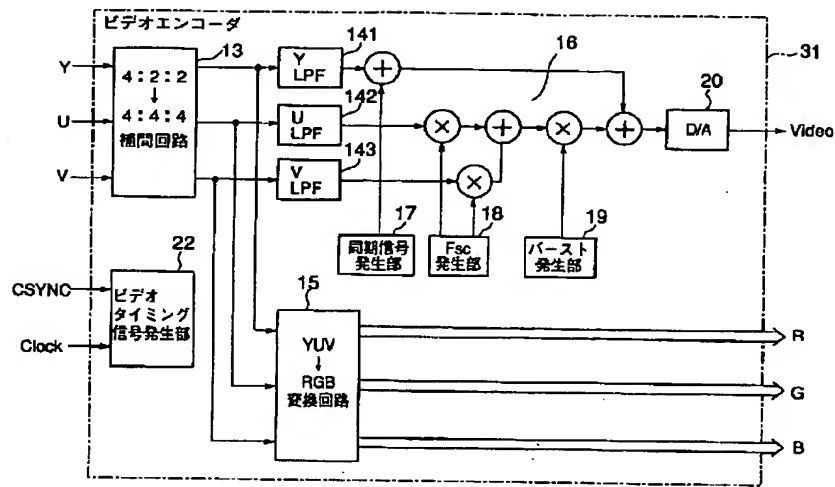 ビデオエンコーダ
13
141
16
31
Y
U
V
4:2:2
↓
4:4:4
補間回路
Y
LPF
+
142
U
LPF
×
+
×
+
20
D/A
Video
143
V
LPF
×
17
同期信号
発生部
18
Fsc
発生部
19
バースト
発生部
22
CSYNC
Clock
ビデオ
タイミング
信号発生部
15
YUV
↓
RGB
変換回路
R
G
B